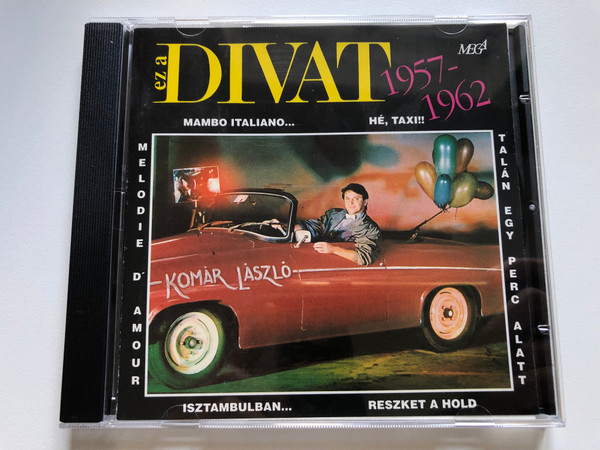 ez a DIVAT
1957-
1962
MEGA
MAMBO ITALIANO...
HÉ, TAXI!!
MELODIE D´ AMOUR
TALÁN EGY PERC ALATT
KOMÁR LÁSZLÓ
ISZTAMBULBAN...
RESZKET A HOLD